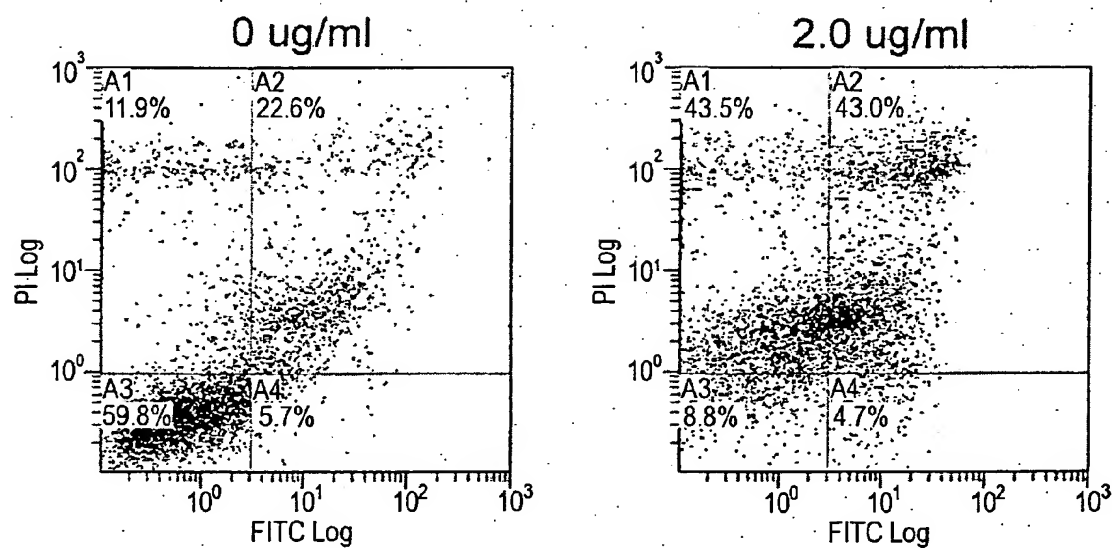 0 ug/ml
2.0 ug/ml
10³
A1
11.9%
A2
22.6%
10²
10¹
10⁰
A3
59.8%
A4
5.7%
PI Log
10⁰
10¹
10²
10³
FITC Log
10³
A1
43.5%
A2
43.0%
10²
10¹
10⁰
A3
8.8%
A4
4.7%
PI Log
10⁰
10¹
10²
10³
FITC Log